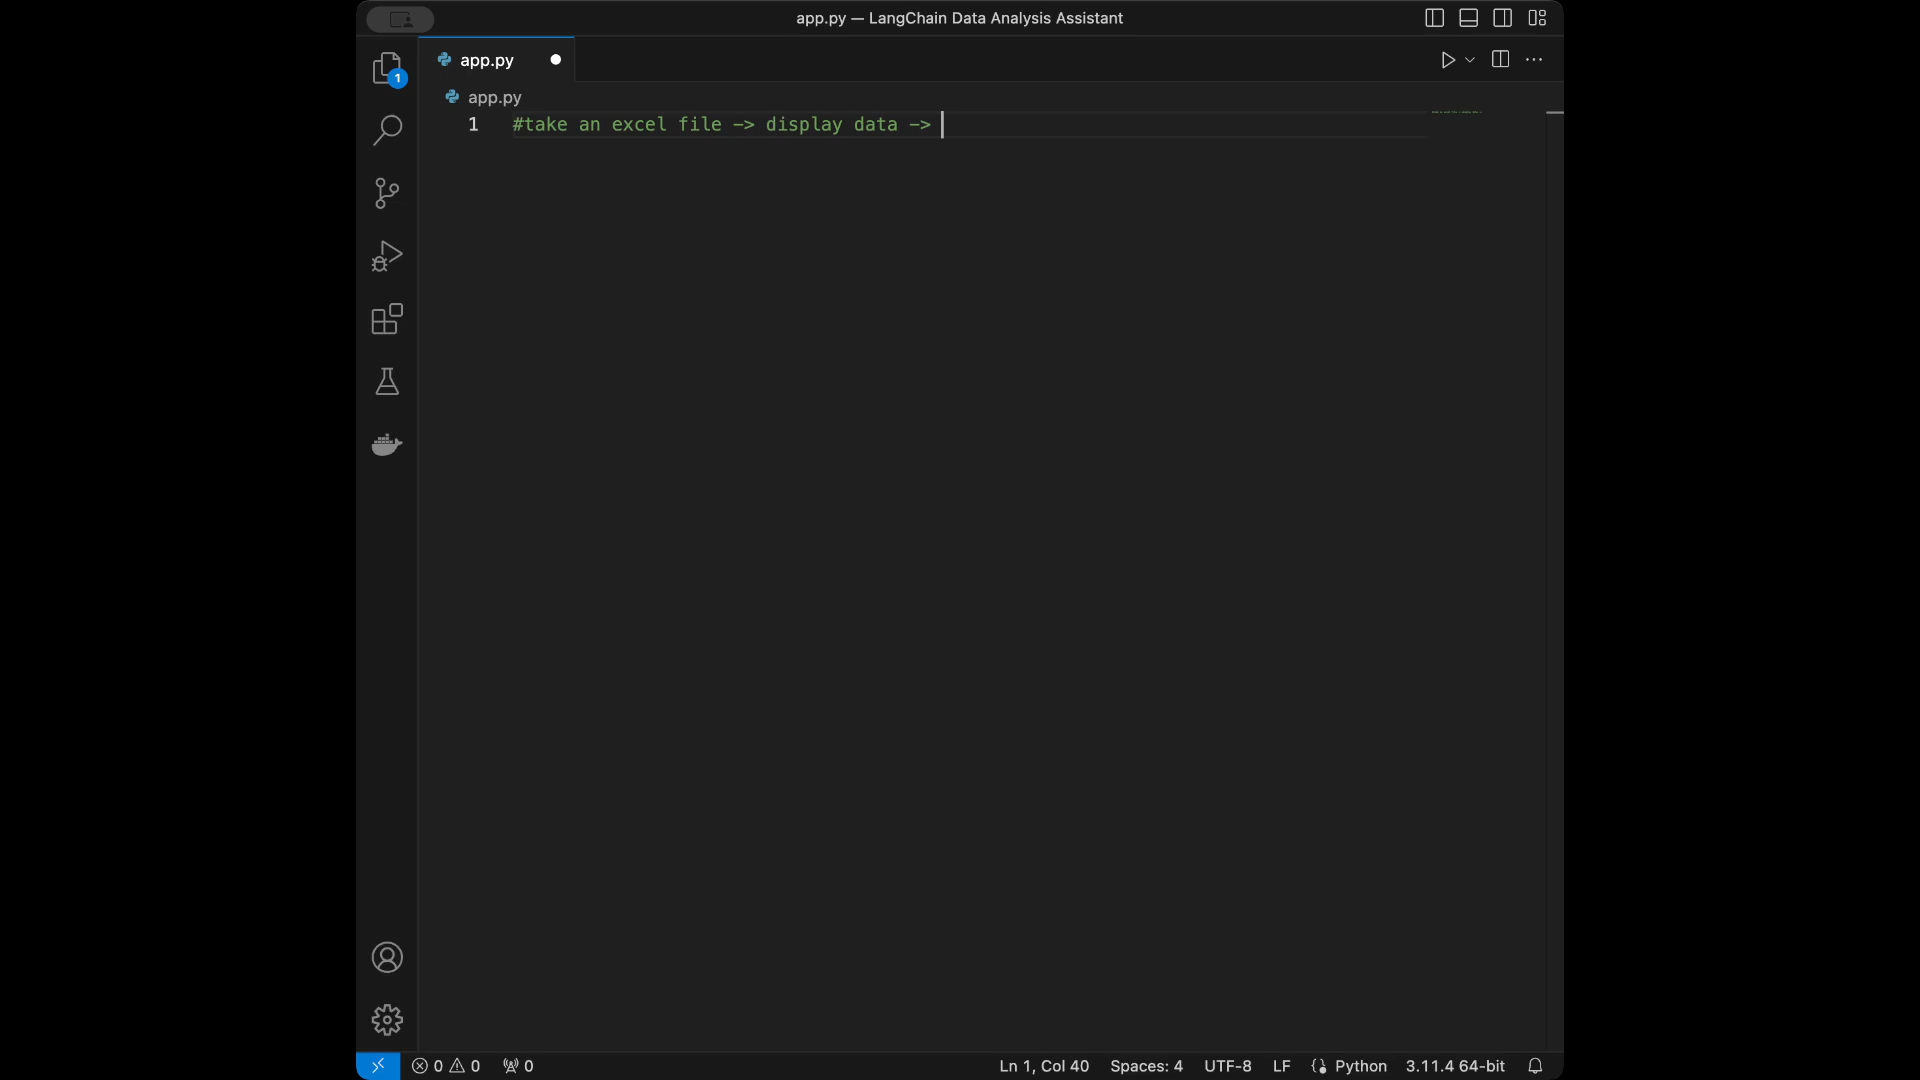 app.py — LangChain Data Analysis Assistant
app.py
1
app.py
1 #take an excel file -> display data ->
0 0 0 Ln 1, Col 40 Spaces: 4 UTF-8 LF Python 3.11.4 64-bit